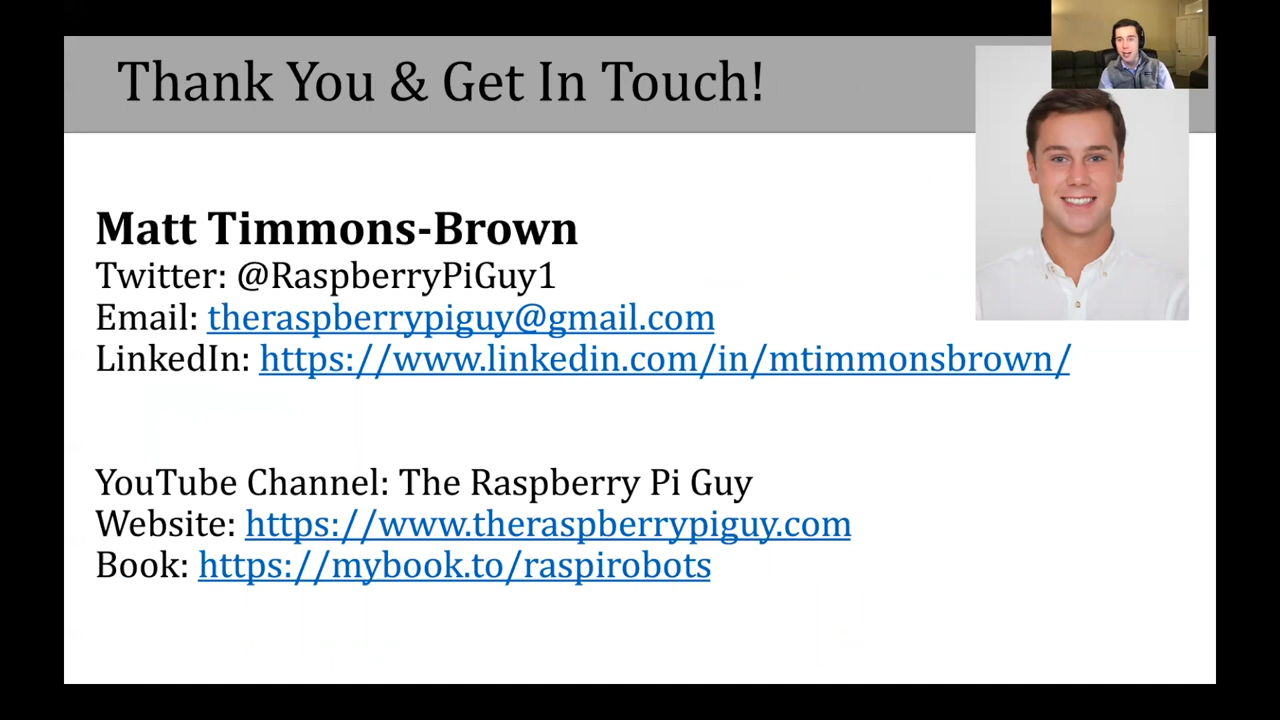 Thank You & Get In Touch!
Matt Timmons-Brown
Twitter: @RaspberryPiGuy1
Email: theraspberrypiguy@gmail.com
LinkedIn: https://www.linkedin.com/in/mtimmonsbrown/
YouTube Channel: The Raspberry Pi Guy
Website: https://www.theraspberrypiguy.com
Book: https://mybook.to/raspirobots